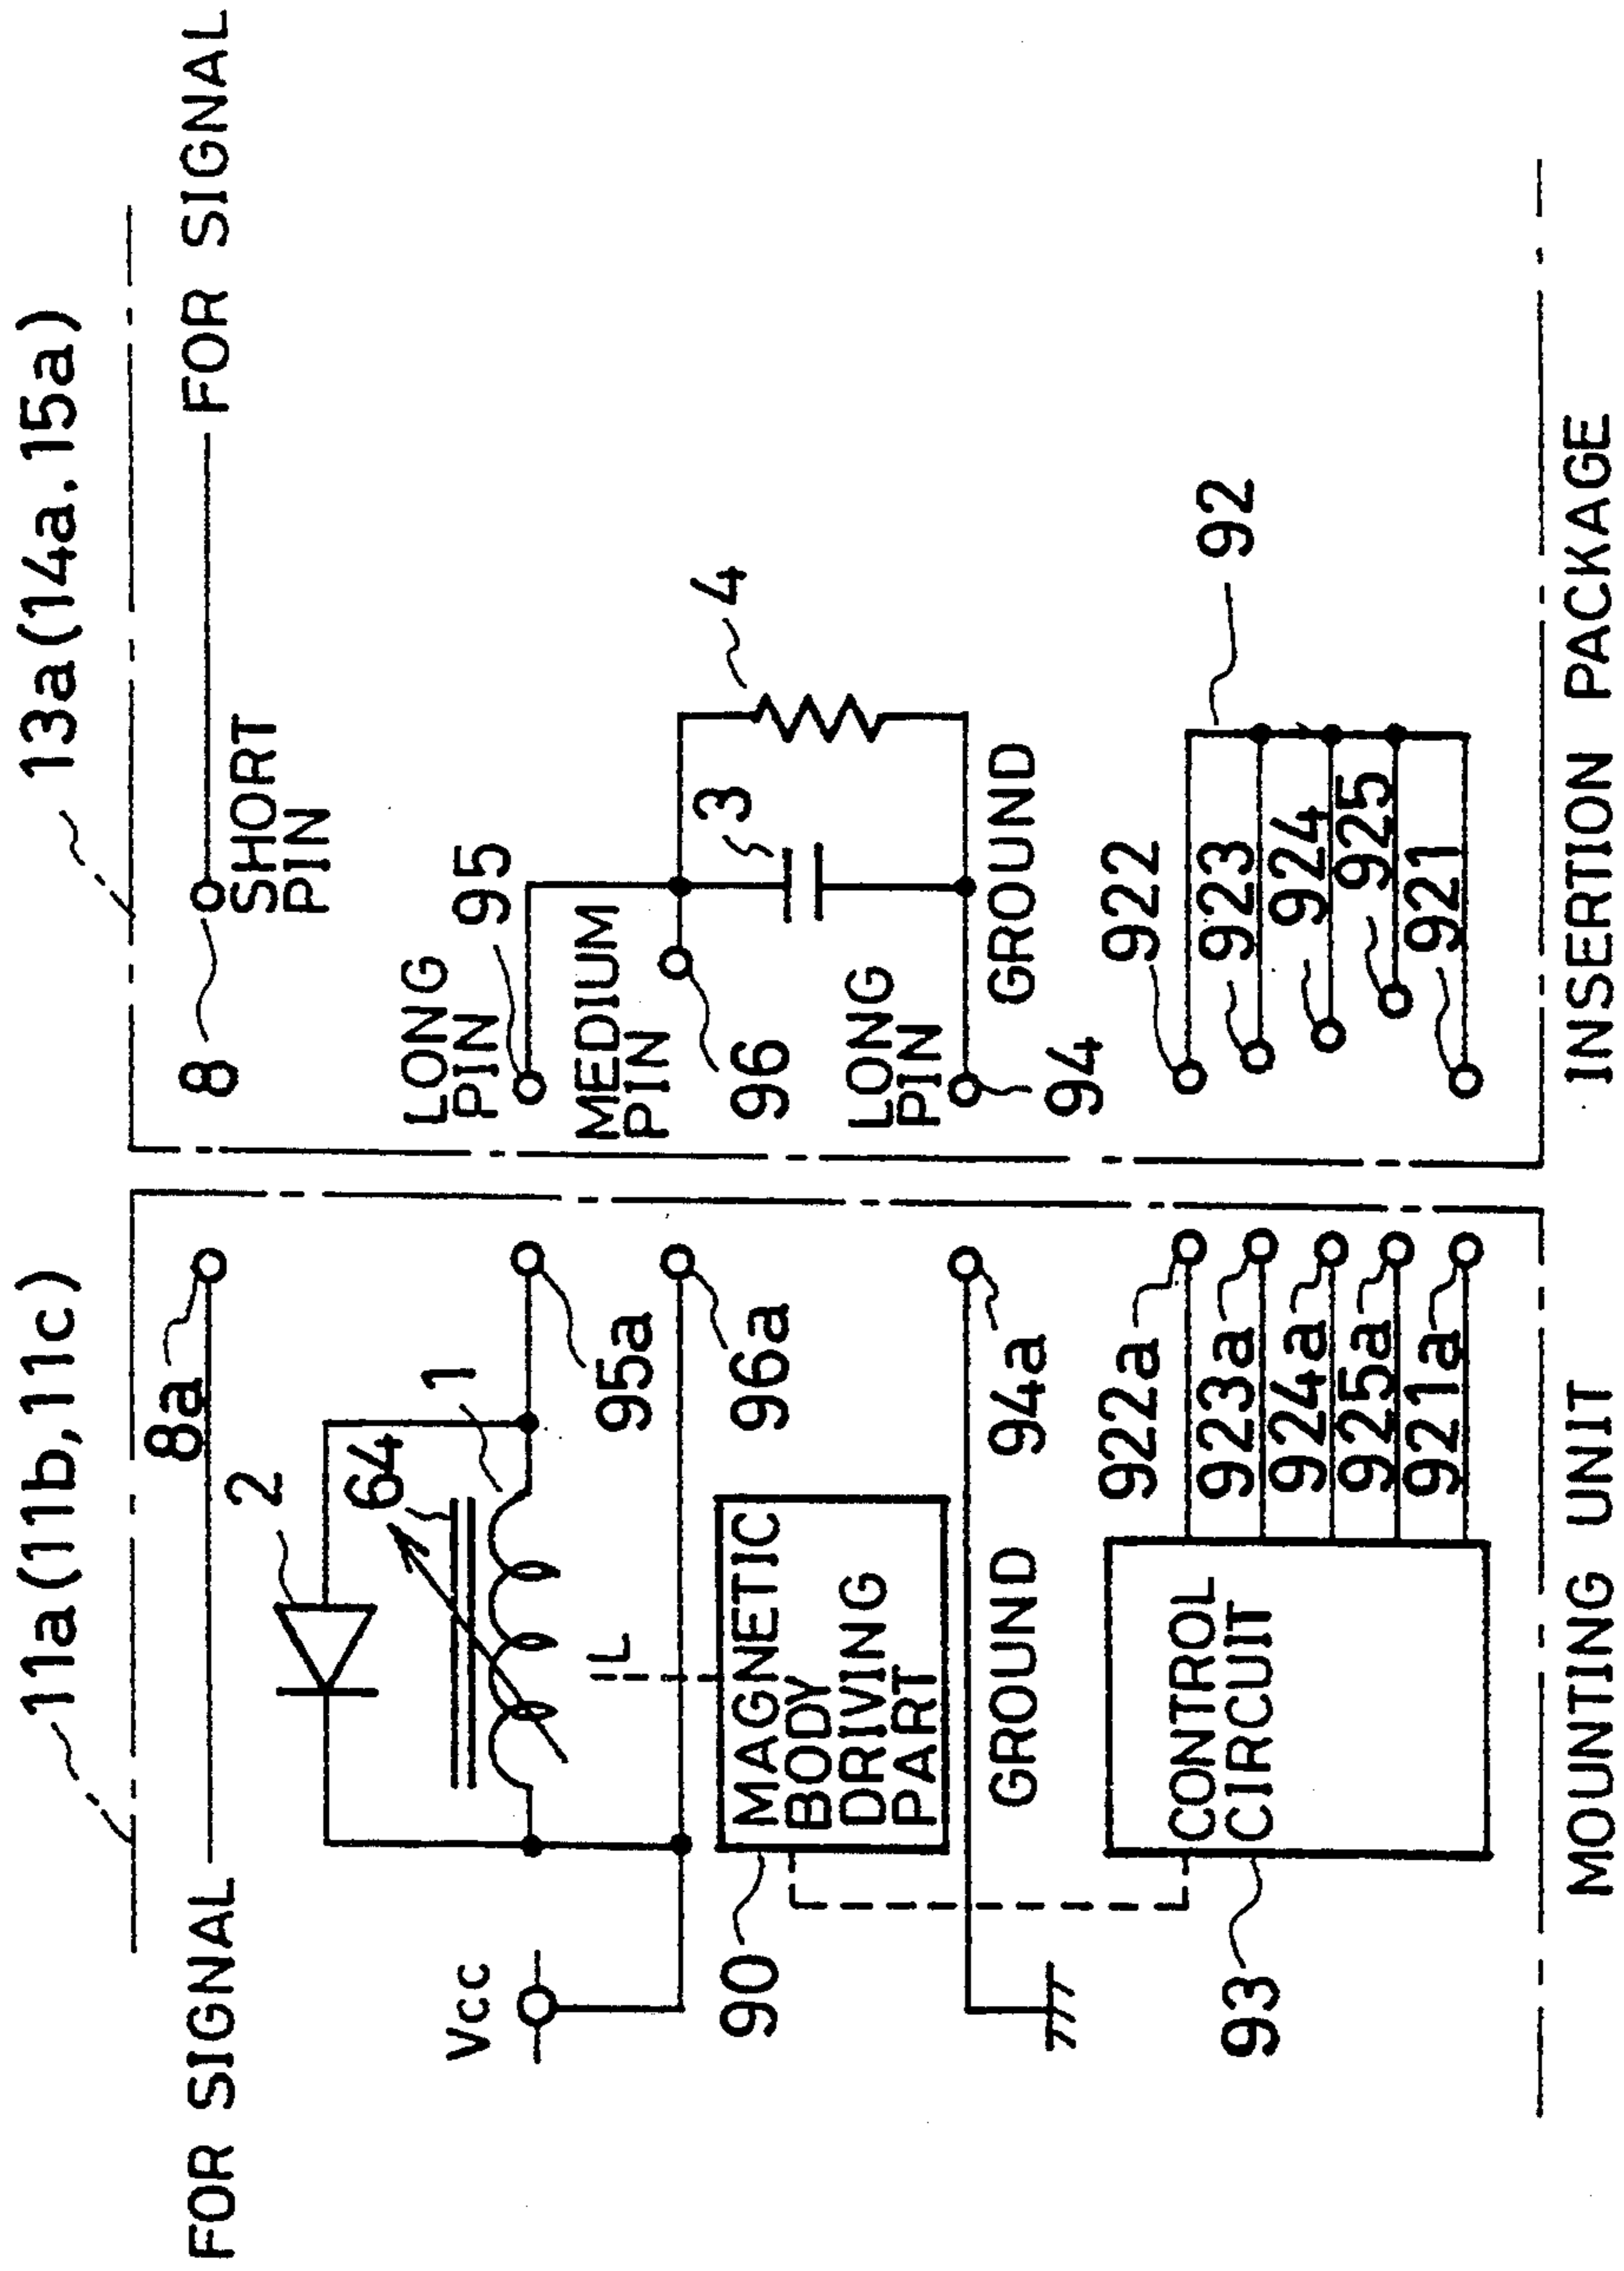 11a(11b,11c)
13a(14a.15a)
FOR SIGNAL
8a
8
SHORT
PIN
FOR SIGNAL
2
64
1
L
Vcc
95a
96a
LONG
PIN
95
MEDIUM
PIN
96
3
4
90
MAGNETIC
BODY
DRIVING
PART
94a
GROUND
LONG
PIN
94
GROUND
93
CONTROL
CIRCUIT
922a
923a
924a
925a
921a
922
923
924
925
921
92
MOUNTING UNIT
INSERTION PACKAGE